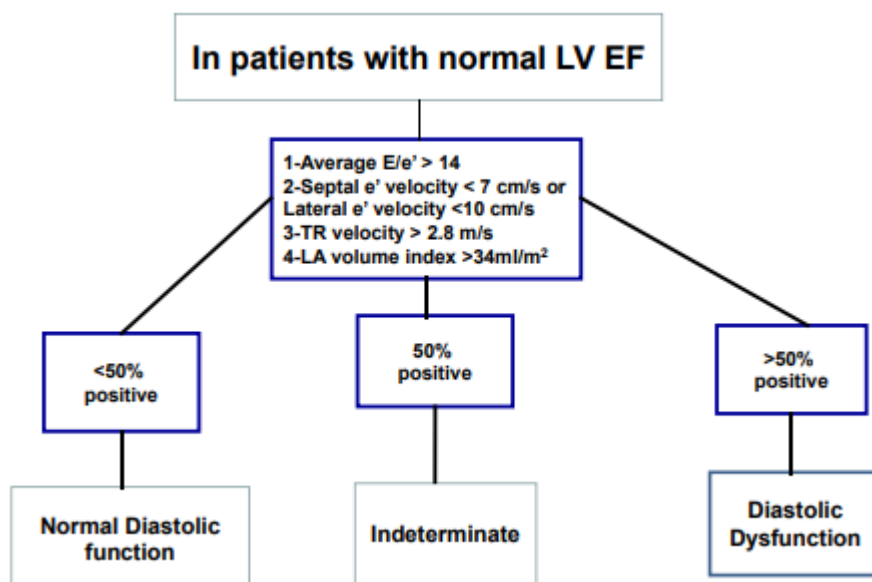 In patients with normal LV EF
1-Average E/e’ > 14
2-Septal e’ velocity < 7 cm/s or
Lateral e’ velocity <10 cm/s
3-TR velocity > 2.8 m/s
4-LA volume index >34ml/m²
<50%
positive
50%
positive
>50%
positive
Normal Diastolic
function
Indeterminate
Diastolic
Dysfunction